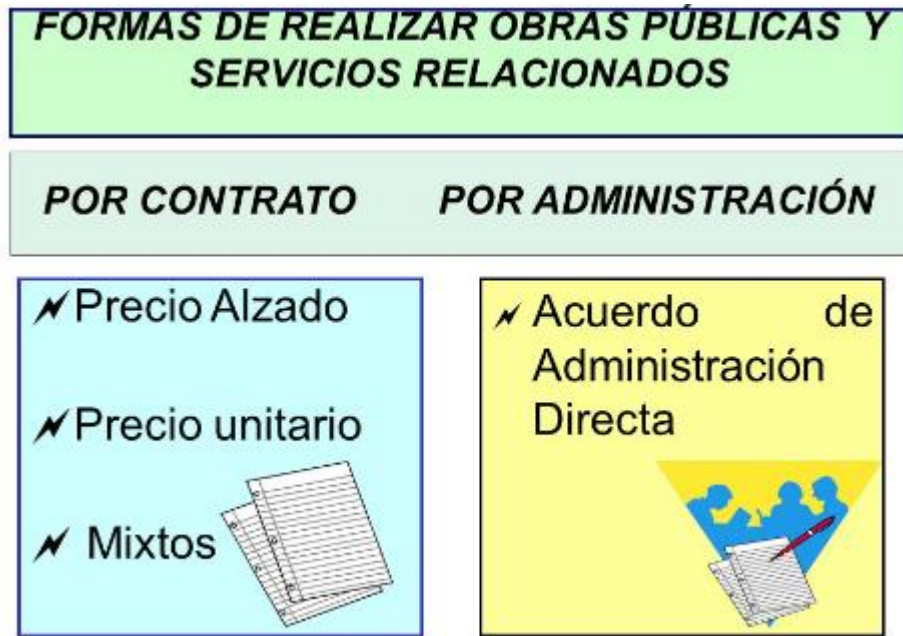 FORMAS DE REALIZAR OBRAS PÚBLICAS Y
SERVICIOS RELACIONADOS
POR CONTRATO POR ADMINISTRACIÓN
Precio Alzado
Precio unitario
Mixtos
Acuerdo de
Administración
Directa